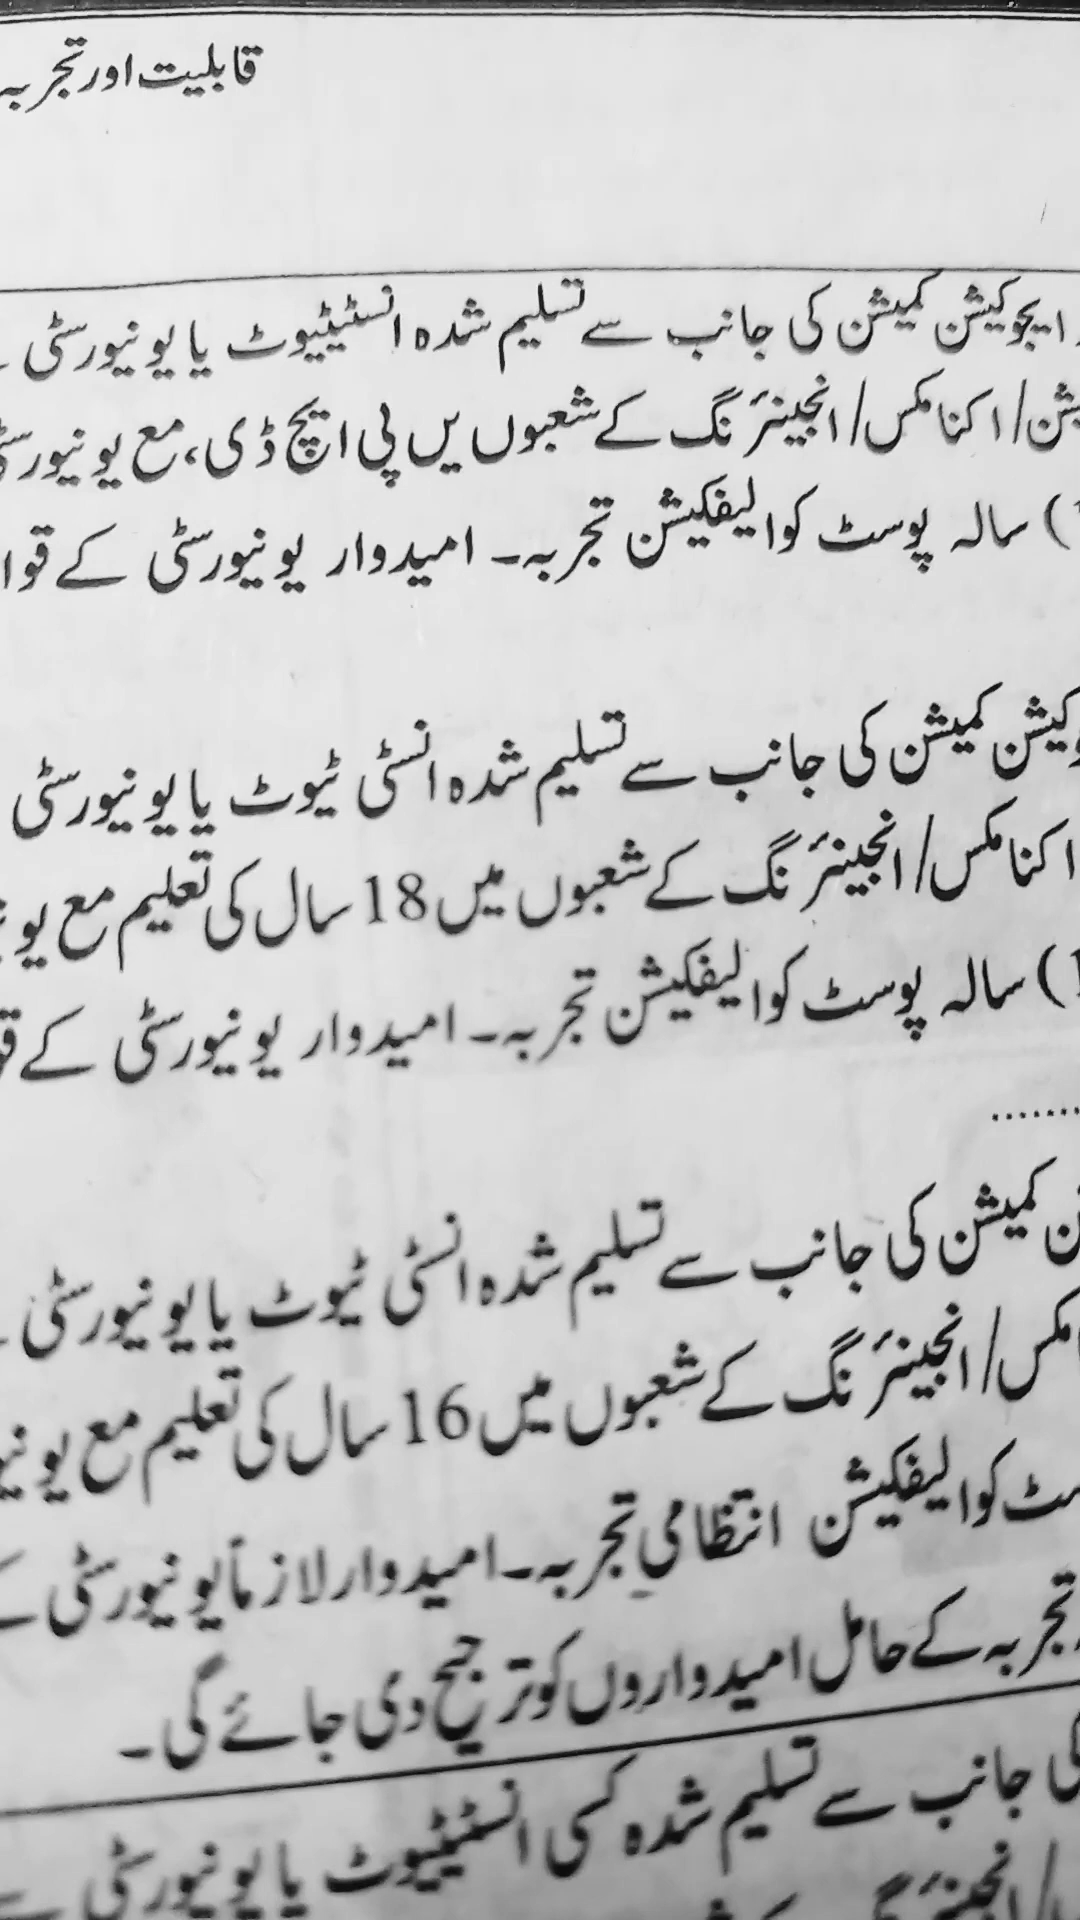 قابلیت اور تجربہ
ایجوکیشن کمیشن کی جانب سے تسلیم شدہ انسٹیٹیوٹ یا یونیورسٹی
اکنامکس/انجینئرنگ کے شعبوں یں پی ایچ ڈی، مع یونیورسٹی
) سالہ پوسٹ کوالیفکیشن تجربہ۔ امیدوار یونیورسٹی کے
کمیشن کی جانب سے تسلیم شدہ انسٹی ٹیوٹ یا یونیورسٹی
اکنامکس/انجینئرنگ کے شعبوں میں 18 سال کی تعلیم مع
) سالہ پوسٹ کوالیفکیشن تجربہ۔ امیدوار یونیورسٹی کے
........
کمیشن کی جانب سے تسلیم شدہ انسٹی ٹیوٹ یا یونیورسٹی
/انجینئرنگ کے شعبوں میں 16 سال کی تعلیم مع
کوالیفکیشن انتظامی تجربہ۔ امیدوار لازماً یونیورسٹی
تجربہ کے حامل امیدواروں کو ترجیح دی جائے گی۔
کی جانب سے تسلیم شدہ کسی انسٹیٹیوٹ یا یونیورسٹی